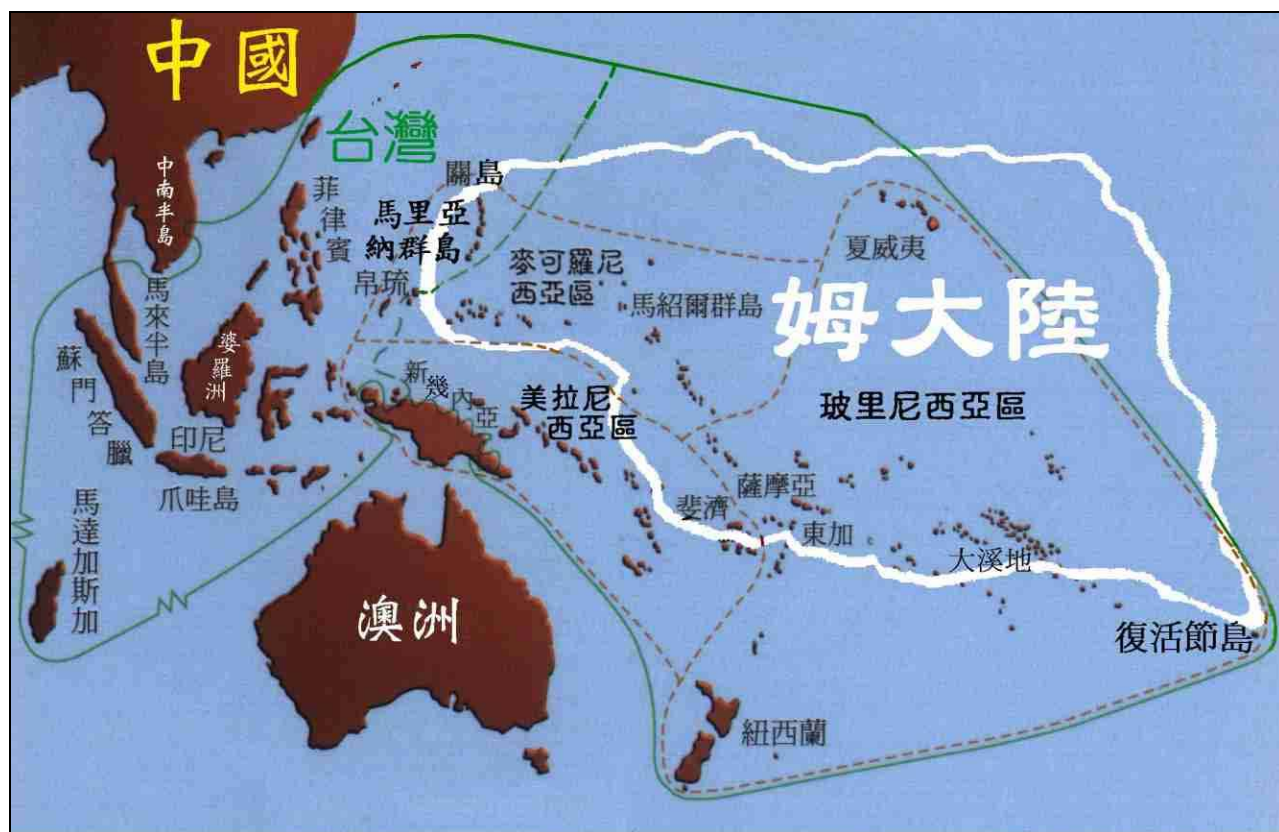 中國
台灣
中南半島
菲律賓
關島
馬里亞
納群島
帛琉
麥可羅尼
西亞區
馬紹爾群島
夏威夷
姆大陸
玻里尼西亞區
馬來半島
婆羅洲
蘇門答臘
印尼
爪哇島
新幾內亞
美拉尼
西亞區
馬達加斯加
斐濟
薩摩亞
東加
大溪地
澳洲
復活節島
紐西蘭